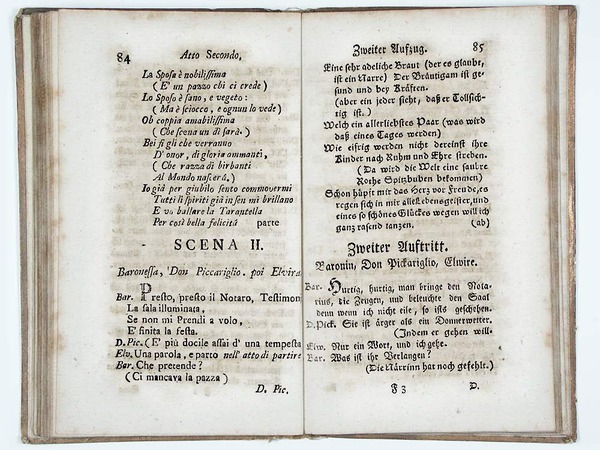 84 Atto Secondo.
La Sposa è nobilissima
( E' un pazzo chi ci crede )
Lo Sposo è sano, e vegeto :
( Ma è sciocco, e ognun lo vede )
Oh coppia amabilissima
( Che scena un dì sarà. )
Bei figli che verranno
D'onor, di gloria ammanti,
( Che razza di birbanti
Al Mondo nascerà. )
Io già per giubilo sento commovermi
Tutti li spiriti già in sen mi brillano
E vo ballare la Tarantella
Per così bella felicità parte
SCENA II.
Baronessa, Don Piccariglio. poi Elvira
Bar. Presto, presto il Notaro, Testimon
La sala illuminata,
Se non mi Prendi a volo,
E' finita la festa.
D. Pic. ( E' più docile assai d' una tempesta
Elv. Una parola, e parto nell' atto di partire
Bar. Che pretende ?
( Ci mancava la pazza )
D. Pic.
Zweiter Aufzug. 85
Eine sehr adeliche Braut (der es glaubt,
ist ein Narre) Der Bräutigam ist ge-
sund und bey Kräften.
(aber ein jeder sieht, daß er Tollsich-
tig ist.)
Welch ein allerliebstes Paar (was wird
daß eines Tages werden)
Wie eifrig werden nicht dereinst ihre
Kinder nach Ruhm und Ehre streben.
(Da wird die Welt eine saubre
Rotte Spitzbuben bekommen)
Schon hüpft mir das Herz vor Freude, es
regen sich in mir alle Lebensgeister, und
eines so schönes Glückes wegen will ich
ganz rasend tanzen. (ab)
Zweiter Auftritt.
Baronin, Don Pickariglio, Elwire.
Bar. Hurtig, hurtig, man bringe den Nota-
rius, die Zeugen, und beleuchte den Saal
denn wenn ich nicht eile, so ists geschehen.
D. Pick. Sie ist ärger als ein Donnerwetter.
(Indem er gehen will.
Elw. Nur ein Wort, und ich gehe.
Bar. Was ist ihr Verlangen?
(Die Närrinn hat noch gefehlt.)
F 3 D.